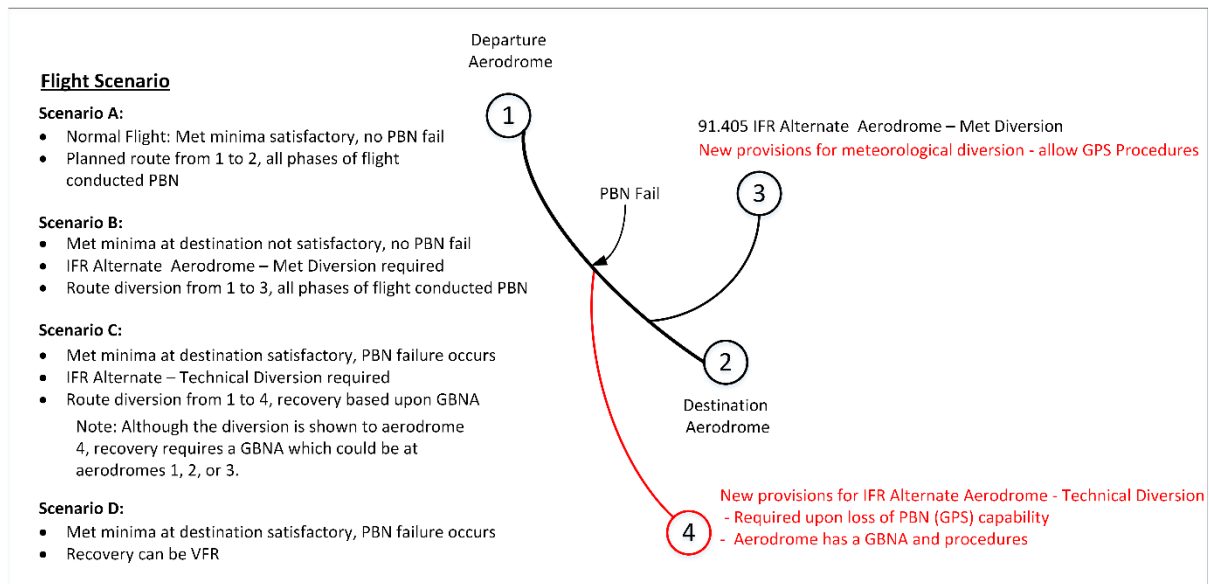 Flight Scenario
Scenario A:
• Normal Flight: Met minima satisfactory, no PBN fail
• Planned route from 1 to 2, all phases of flight
conducted PBN
Scenario B:
• Met minima at destination not satisfactory, no PBN fail
• IFR Alternate  Aerodrome – Met Diversion required
• Route diversion from 1 to 3, all phases of flight conducted PBN
Scenario C:
• Met minima at destination satisfactory, PBN failure occurs
• IFR Alternate – Technical Diversion required
• Route diversion from 1 to 4, recovery based upon GBNA
Note: Although the diversion is shown to aerodrome
4, recovery requires a GBNA which could be at
aerodromes 1, 2, or 3.
Scenario D:
• Met minima at destination satisfactory, PBN failure occurs
• Recovery can be VFR
Departure
Aerodrome
1
91.405 IFR Alternate  Aerodrome – Met Diversion
New provisions for meteorological diversion - allow GPS Procedures
3
PBN Fail
2
Destination
Aerodrome
New provisions for IFR Alternate Aerodrome - Technical Diversion
- Required upon loss of PBN (GPS) capability
- Aerodrome has a GBNA and procedures
4